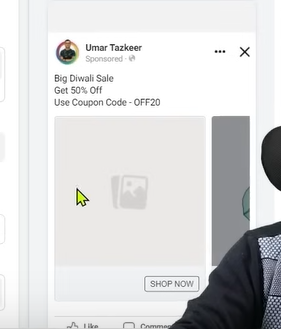 Umar Tazkeer
Sponsored ·
Big Diwali Sale
Get 50% Off
Use Coupon Code - OFF20
SHOP NOW
Like